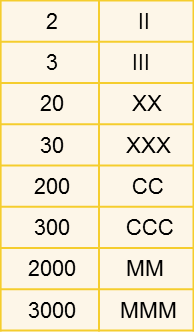 2 II
3 III
20 XX
30 XXX
200 CC
300 CCC
2000 MM
3000 MMM